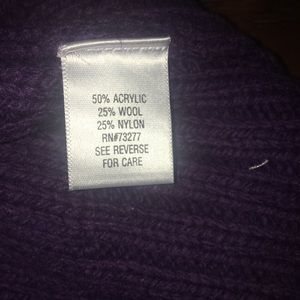 50% ACRYLIC
25% WOOL
25% NYLON
RN#73277
SEE REVERSE
FOR CARE